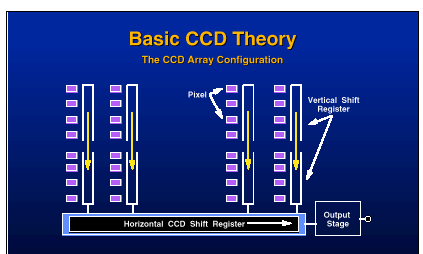 Basic CCD Theory
The CCD Array Configuration
Pixel
Vertical Shift
Register
Horizontal CCD Shift Register
Output
Stage